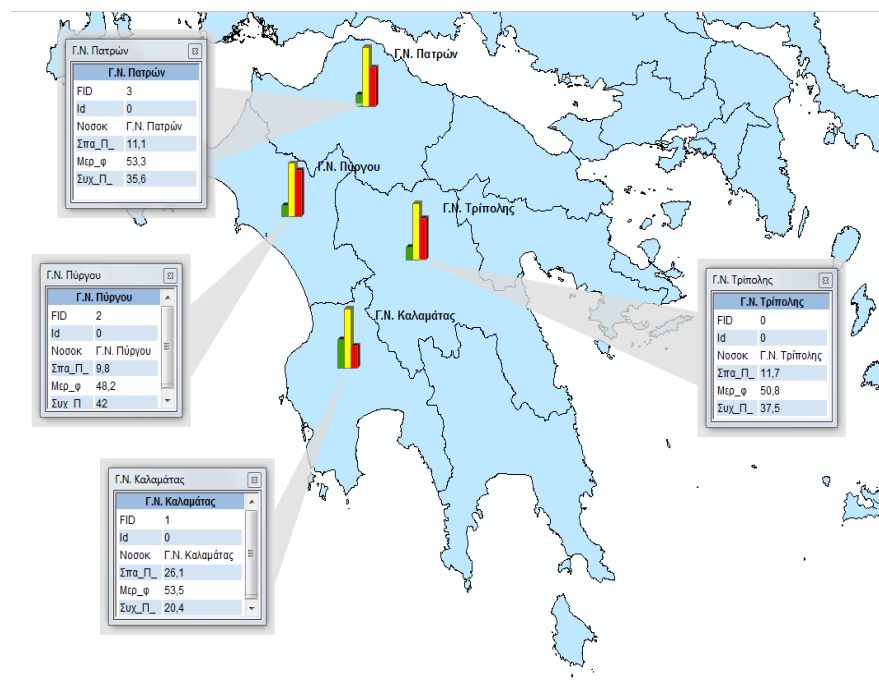 Γ.Ν. Πατρών
Γ.Ν. Πατρών
FID 3
Id 0
Νοσοκ Γ.Ν. Πατρών
Σπα_Π_ 11,1
Μερ_φ 53,3
Συχ_Π_ 35,6
Γ.Ν. Πατρών
Γ.Ν. Πύργου
Γ.Ν. Τρίπολης
Γ.Ν. Καλαμάτας
Γ.Ν. Πύργου
Γ.Ν. Πύργου
FID 2
Id 0
Νοσοκ Γ.Ν. Πύργου
Σπα_Π_ 9,8
Μερ_φ 48,2
Συχ_Π 42
Γ.Ν. Τρίπολης
Γ.Ν. Τρίπολης
FID 0
Id 0
Νοσοκ Γ.Ν. Τρίπολης
Σπα_Π_ 11,7
Μερ_φ 50,8
Συχ_Π_ 37,5
Γ.Ν. Καλαμάτας
Γ.Ν. Καλαμάτας
FID 1
Id 0
Νοσοκ Γ.Ν. Καλαμάτας
Σπα_Π_ 26,1
Μερ_φ 53,5
Συχ_Π_ 20,4